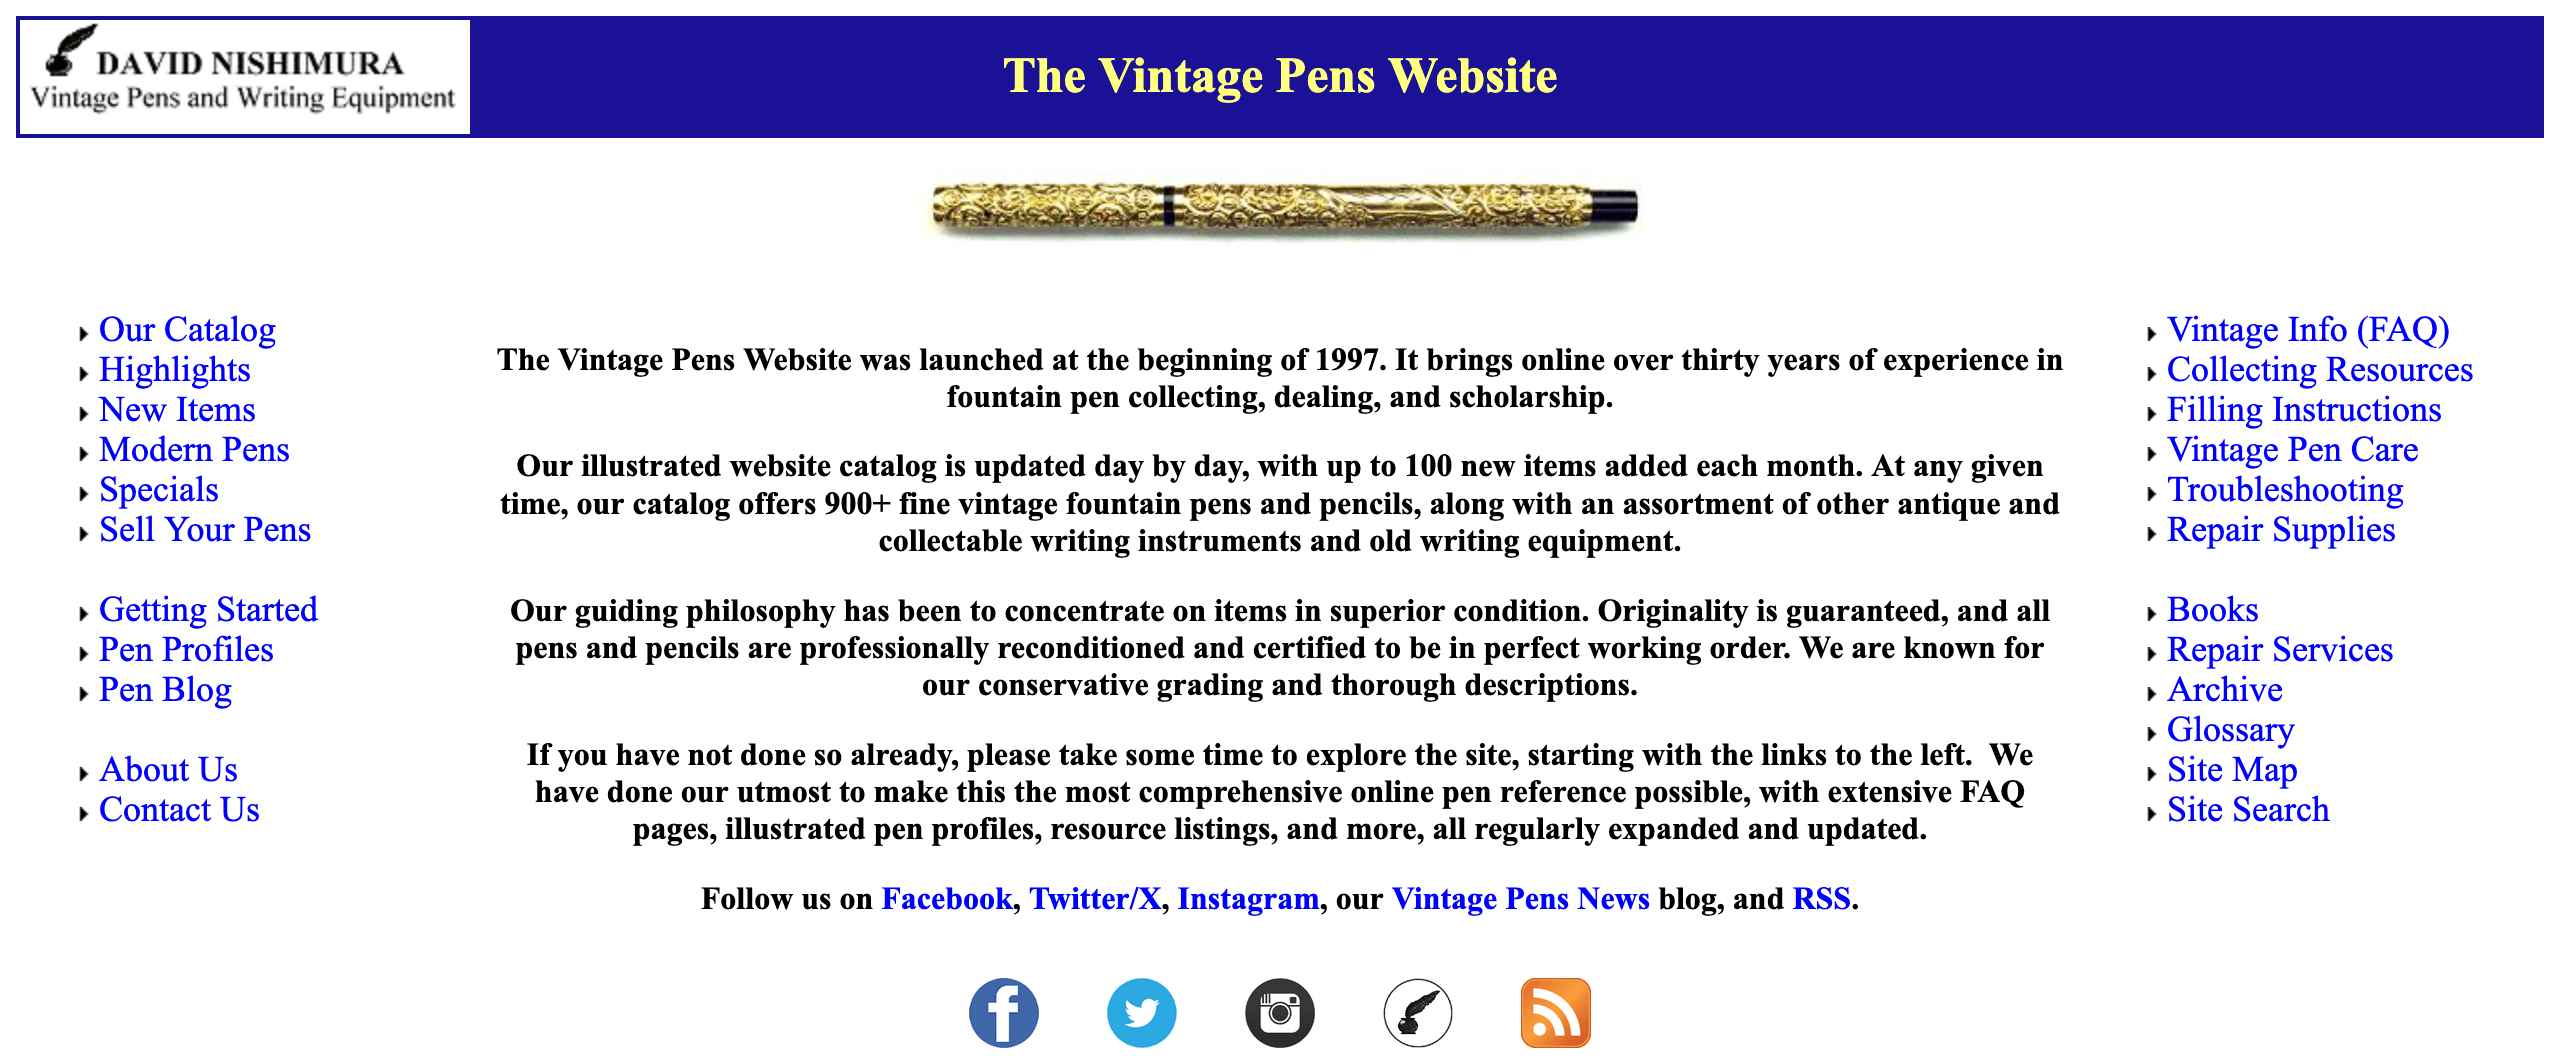 DAVID NISHIMURA
Vintage Pens and Writing Equipment
The Vintage Pens Website
Our Catalog
Highlights
New Items
Modern Pens
Specials
Sell Your Pens
Getting Started
Pen Profiles
Pen Blog
About Us
Contact Us
The Vintage Pens Website was launched at the beginning of 1997. It brings online over thirty years of experience in
fountain pen collecting, dealing, and scholarship.
Our illustrated website catalog is updated day by day, with up to 100 new items added each month. At any given
time, our catalog offers 900+ fine vintage fountain pens and pencils, along with an assortment of other antique and
collectable writing instruments and old writing equipment.
Our guiding philosophy has been to concentrate on items in superior condition. Originality is guaranteed, and all
pens and pencils are professionally reconditioned and certified to be in perfect working order. We are known for
our conservative grading and thorough descriptions.
If you have not done so already, please take some time to explore the site, starting with the links to the left.  We
have done our utmost to make this the most comprehensive online pen reference possible, with extensive FAQ
pages, illustrated pen profiles, resource listings, and more, all regularly expanded and updated.
Follow us on Facebook, Twitter/X, Instagram, our Vintage Pens News blog, and RSS.
Vintage Info (FAQ)
Collecting Resources
Filling Instructions
Vintage Pen Care
Troubleshooting
Repair Supplies
Books
Repair Services
Archive
Glossary
Site Map
Site Search